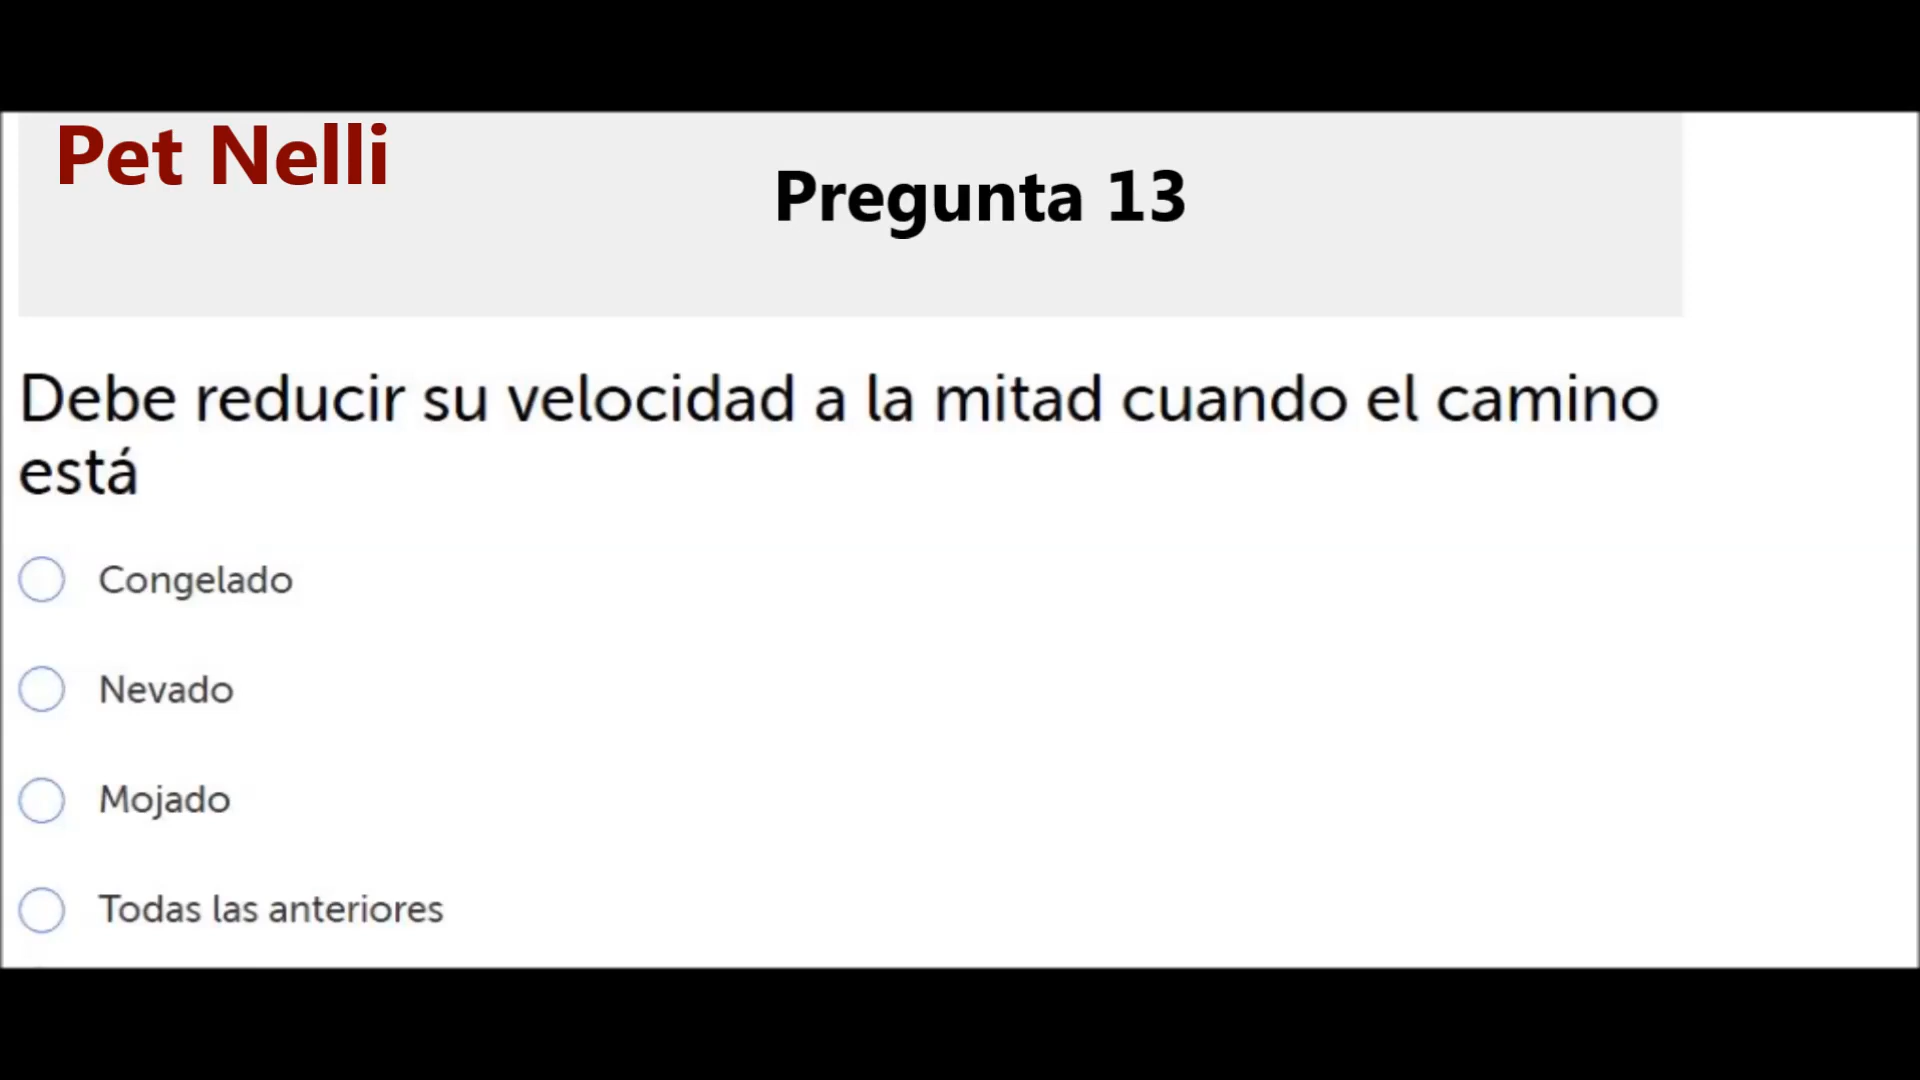 Pet Nelli
Pregunta 13
Debe reducir su velocidad a la mitad cuando el camino
está
Congelado
Nevado
Mojado
Todas las anteriores